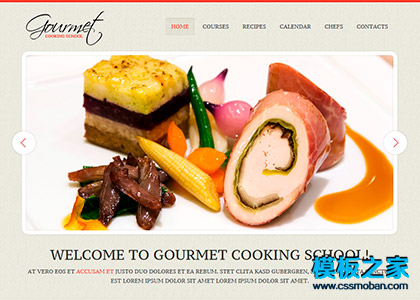 Gourmet
COOKING SCHOOL
HOME COURSES RECIPES CALENDAR CHEFS CONTACTS
WELCOME TO GOURMET COOKING SCHOOL!
AT VERO EOS ET ACCUSAM ET JUSTO DUO DOLORES ET EA REBUM. STET CLITA KASD GUBERGREN,
EST LOREM IPSUM DOLOR SIT AMET LOREM IPSUM DOLOR SIT AMET.
模板之家
www.cssmoban.com